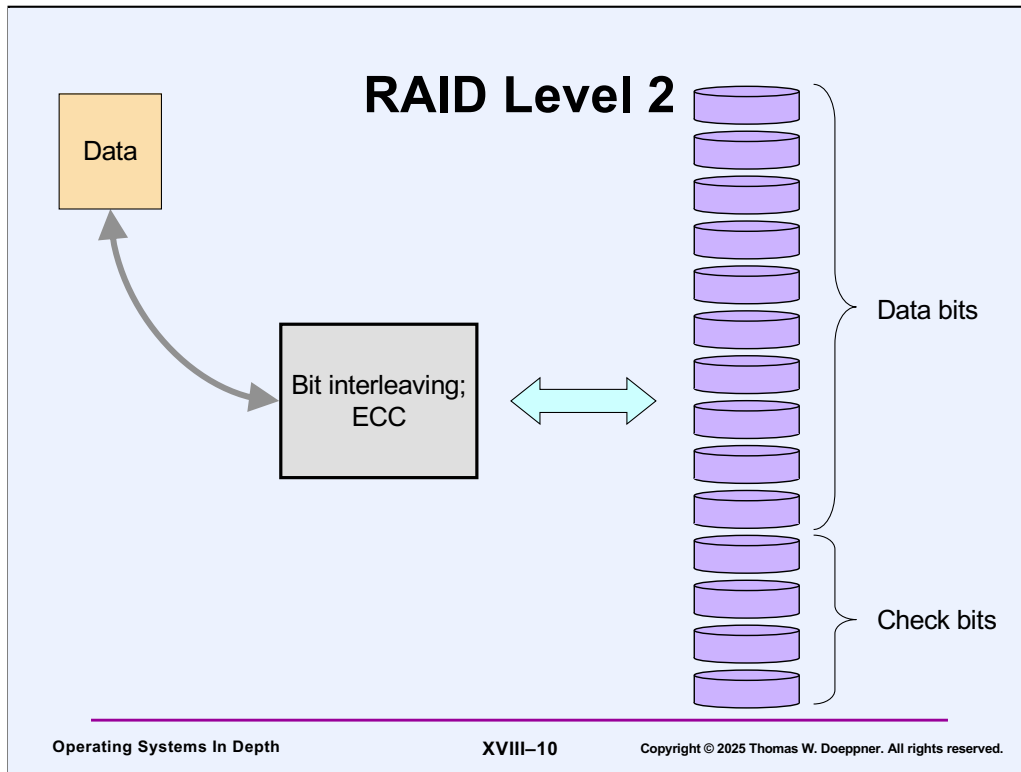 RAID Level 2
Data
Bit interleaving;
ECC
Data bits
Check bits
Operating Systems In Depth
XVIII–10
Copyright © 2025 Thomas W. Doeppner. All rights reserved.